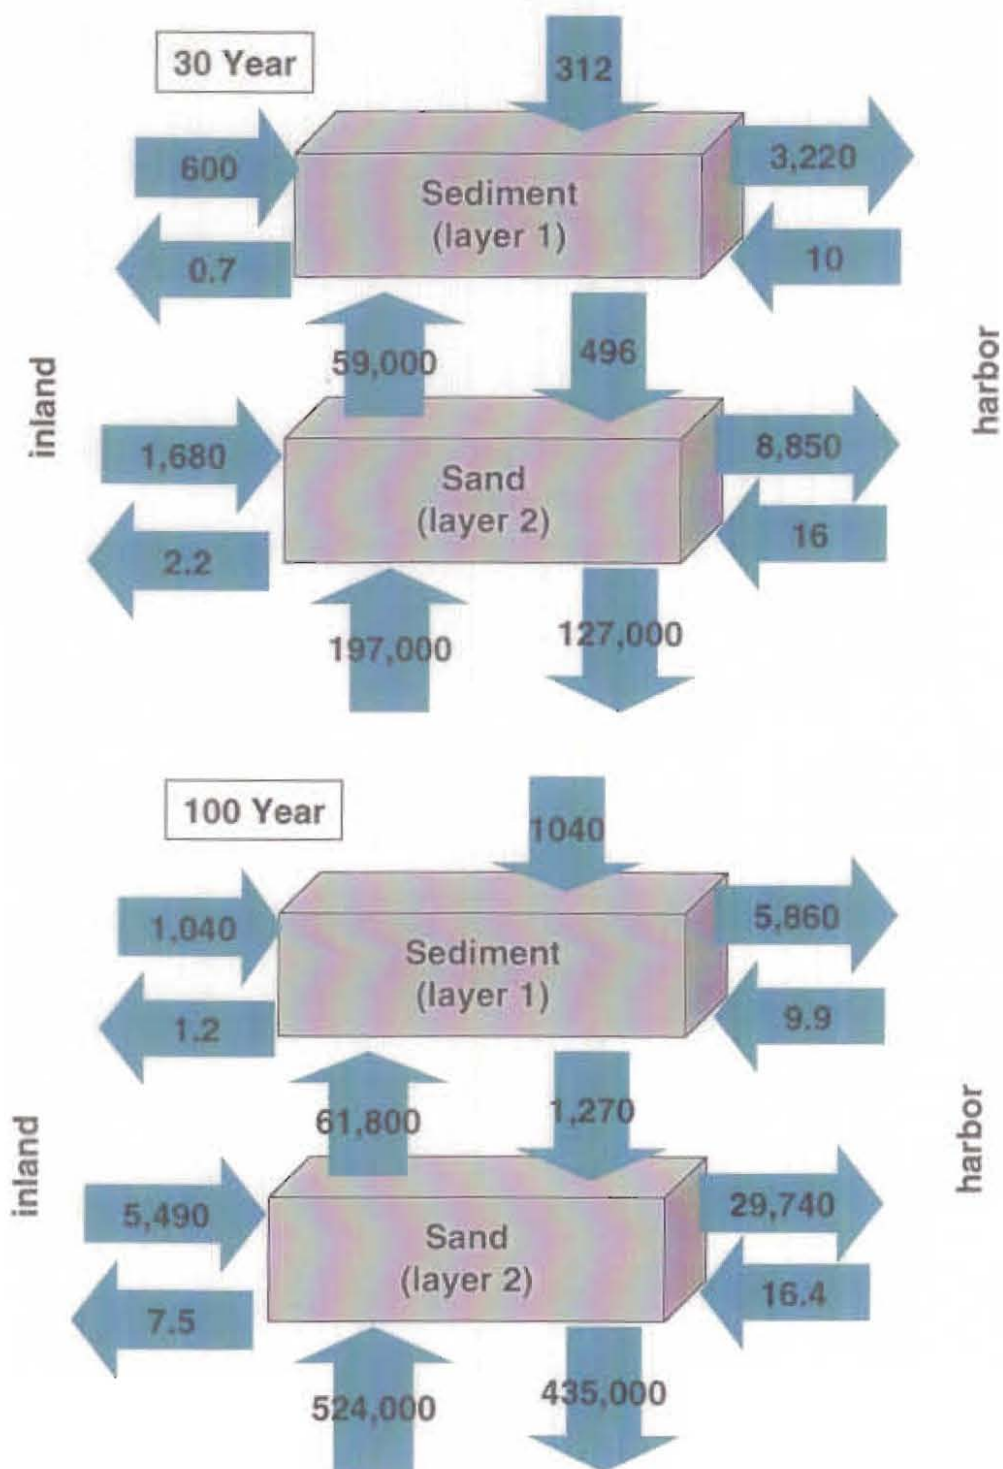 30 Year
312
600
3,220
Sediment
(layer 1)
0.7
10
inland
harbor
59,000
496
1,680
8,850
Sand
(layer 2)
2.2
16
197,000
127,000
100 Year
1040
1,040
5,860
Sediment
(layer 1)
1.2
9.9
inland
harbor
61,800
1,270
5,490
29,740
Sand
(layer 2)
7.5
16.4
524,000
435,000